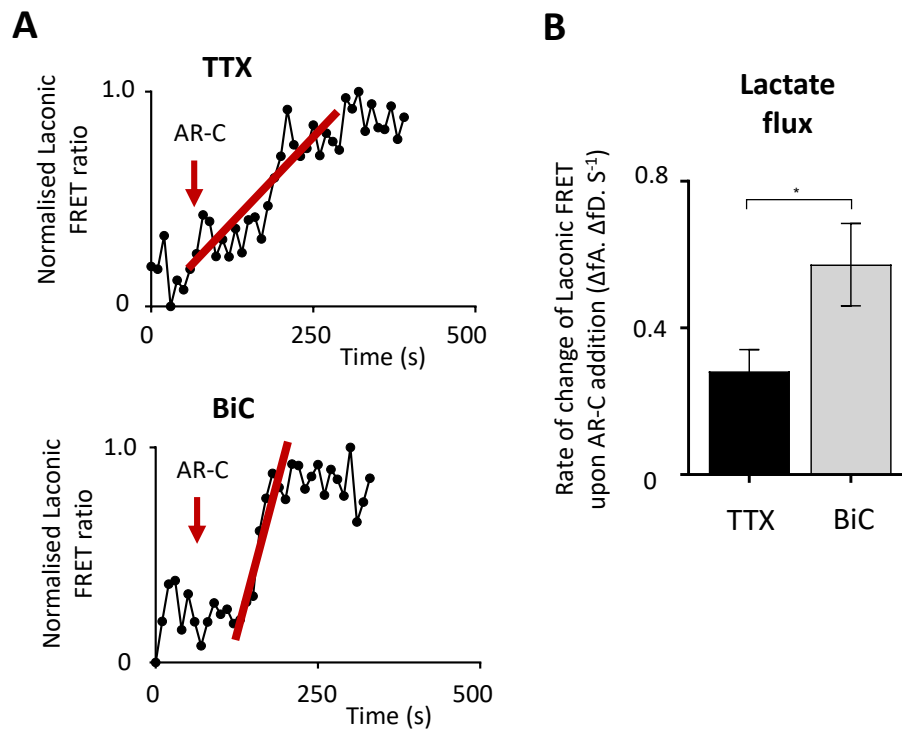 A
TTX
Normalised Laconic
FRET ratio
1.0
0
AR-C
0
250
500
Time (s)
BiC
Normalised Laconic
FRET ratio
1.0
0
AR-C
0
250
500
Time (s)
B
Lactate
flux
Rate of change of Laconic FRET
upon AR-C addition (ΔfA. ΔfD. S⁻¹)
0.8
0.4
0
*
TTX
BiC